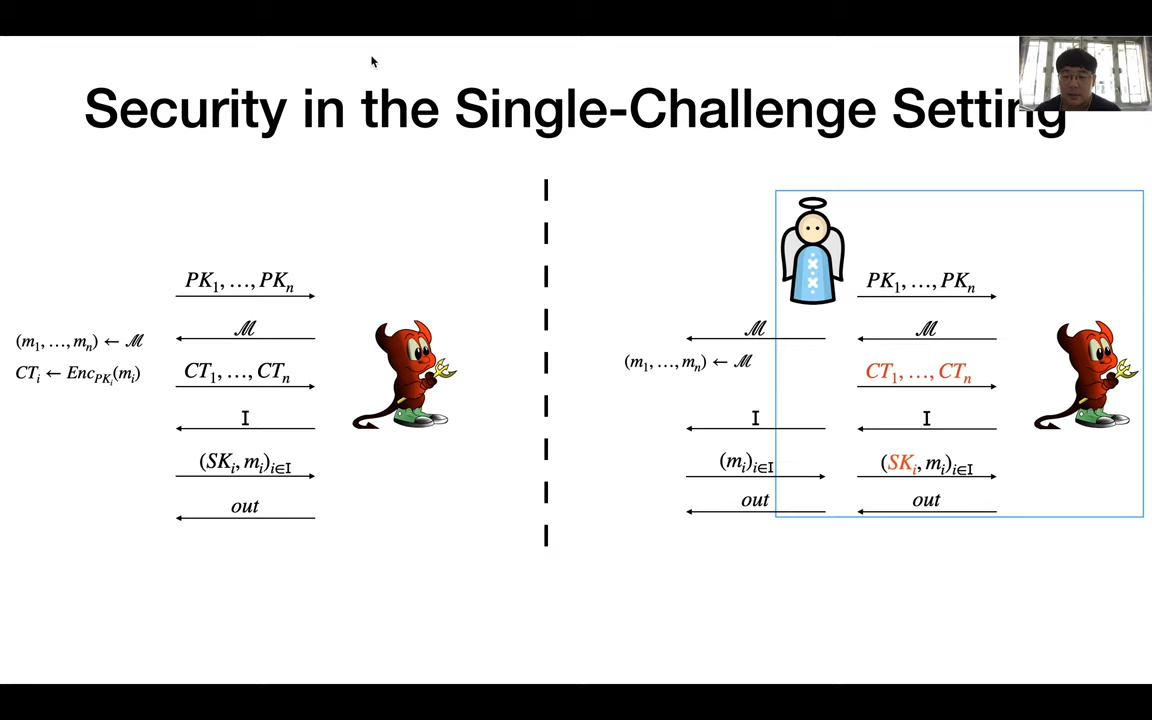 Security in the Single-Challenge Setting
PK₁,…,PKₙ
ℳ
(m₁,…,mₙ) ← ℳ
CTᵢ ← Enc_{PKᵢ}(mᵢ)
CT₁,…,CTₙ
I
(SKᵢ, mᵢ)_{i∈I}
out
PK₁,…,PKₙ
ℳ
ℳ
(m₁,…,mₙ) ← ℳ
CT₁,…,CTₙ
I
I
(mᵢ)_{i∈I}
(SKᵢ, mᵢ)_{i∈I}
out
out